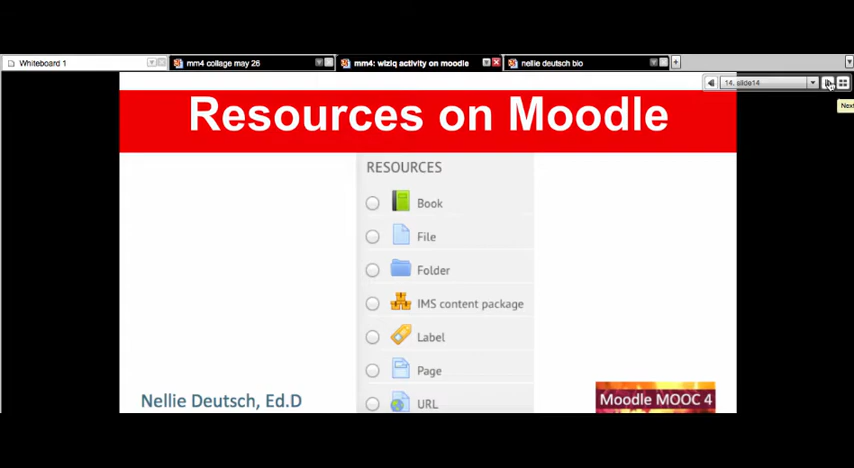 Whiteboard 1
mm4 collage may 26
mm4: wiziq activity on moodle
nellie deutsch bio
14. slide14
Next
Resources on Moodle
RESOURCES
Book
File
Folder
IMS content package
Label
Page
URL
Nellie Deutsch, Ed.D
Moodle MOOC 4